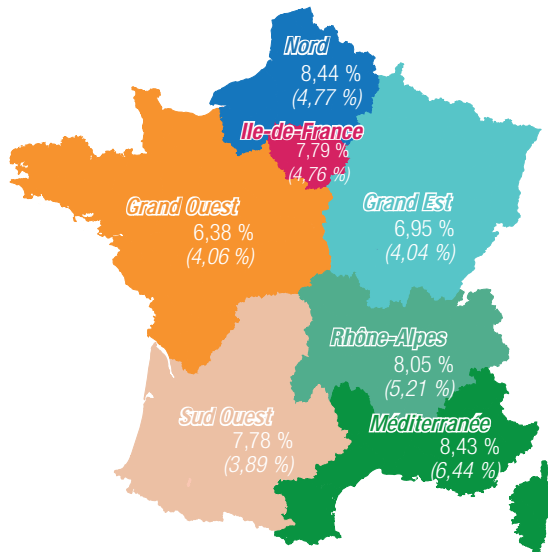 Nord
8,44 %
(4,77 %)
Ile-de-France
7,79 %
(4,76 %)
Grand Ouest
6,38 %
(4,06 %)
Grand Est
6,95 %
(4,04 %)
Rhône-Alpes
8,05 %
(5,21 %)
Sud Ouest
7,78 %
(3,89 %)
Méditerranée
8,43 %
(6,44 %)